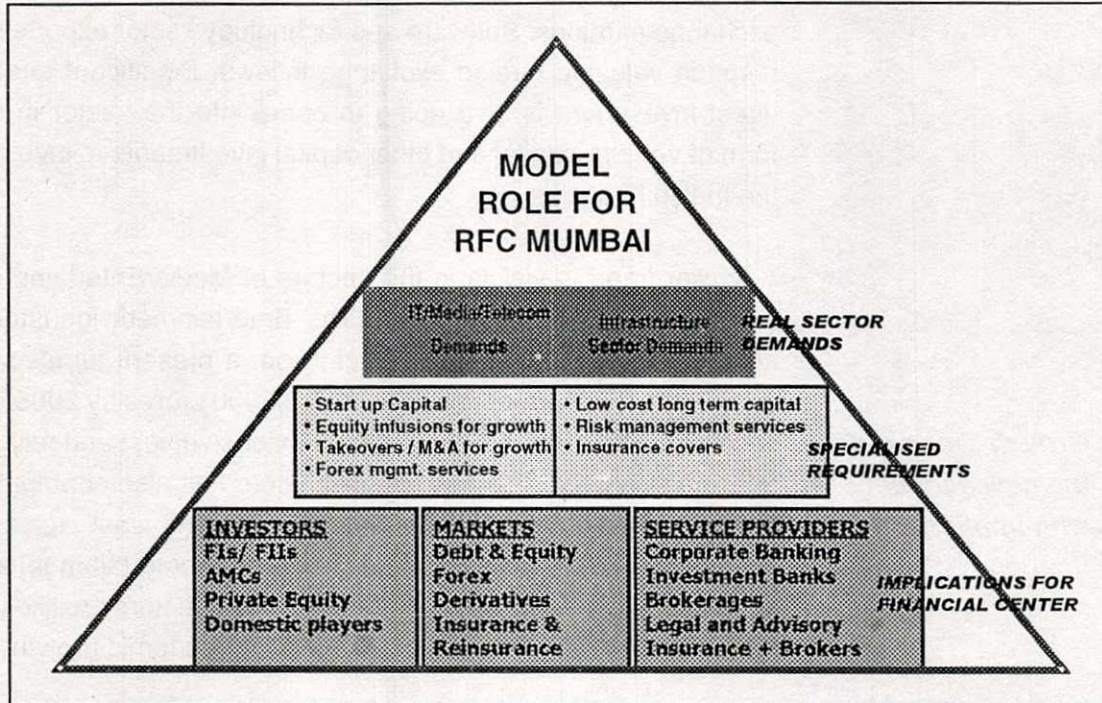 MODEL
ROLE FOR
RFC MUMBAI
IT/Media/Telecom
Demands
Infrastructure
Sector Demands
REAL SECTOR
DEMANDS
• Start up Capital
• Equity infusions for growth
• Takeovers / M&A for growth
• Forex mgmt. services
• Low cost long term capital
• Risk management services
• Insurance covers
SPECIALISED
REQUIREMENTS
INVESTORS
FIs/ FIIs
AMCs
Private Equity
Domestic players
MARKETS
Debt & Equity
Forex
Derivatives
Insurance &
Reinsurance
SERVICE PROVIDERS
Corporate Banking
Investment Banks
Brokerages
Legal and Advisory
Insurance + Brokers
IMPLICATIONS FOR
FINANCIAL CENTER